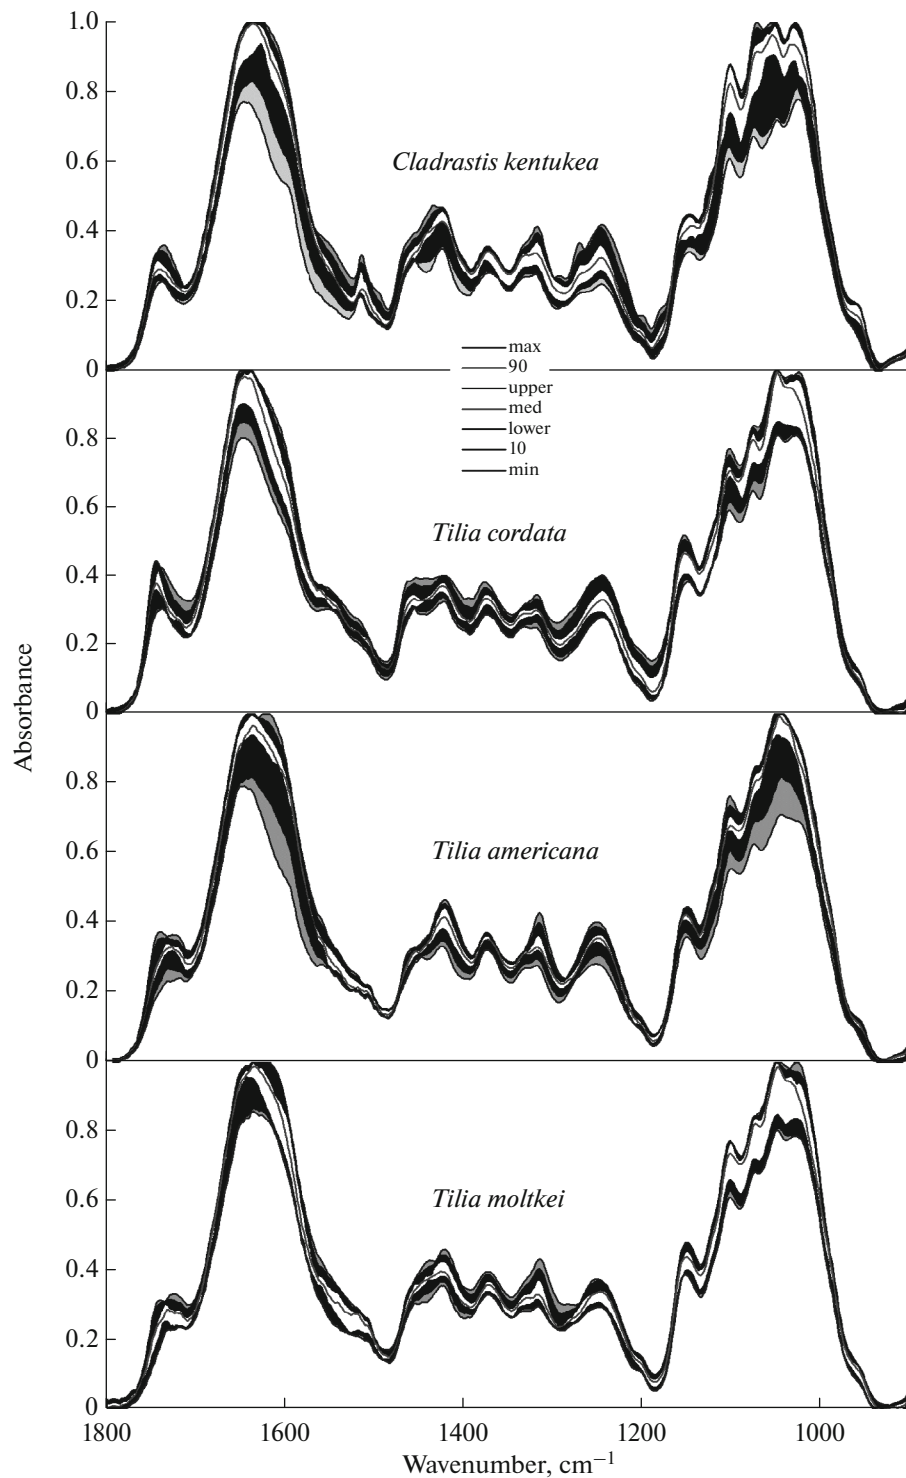 1.0
0.8
0.6
0.4
0.2
0
Cladrastis kentukea
max
90
upper
med
lower
10
min
0.8
0.6
0.4
0.2
0
Tilia cordata
Absorbance
0.8
0.6
0.4
0.2
0
Tilia americana
0.8
0.6
0.4
0.2
0
Tilia moltkei
1800 1600 1400 1200 1000
Wavenumber, cm⁻¹